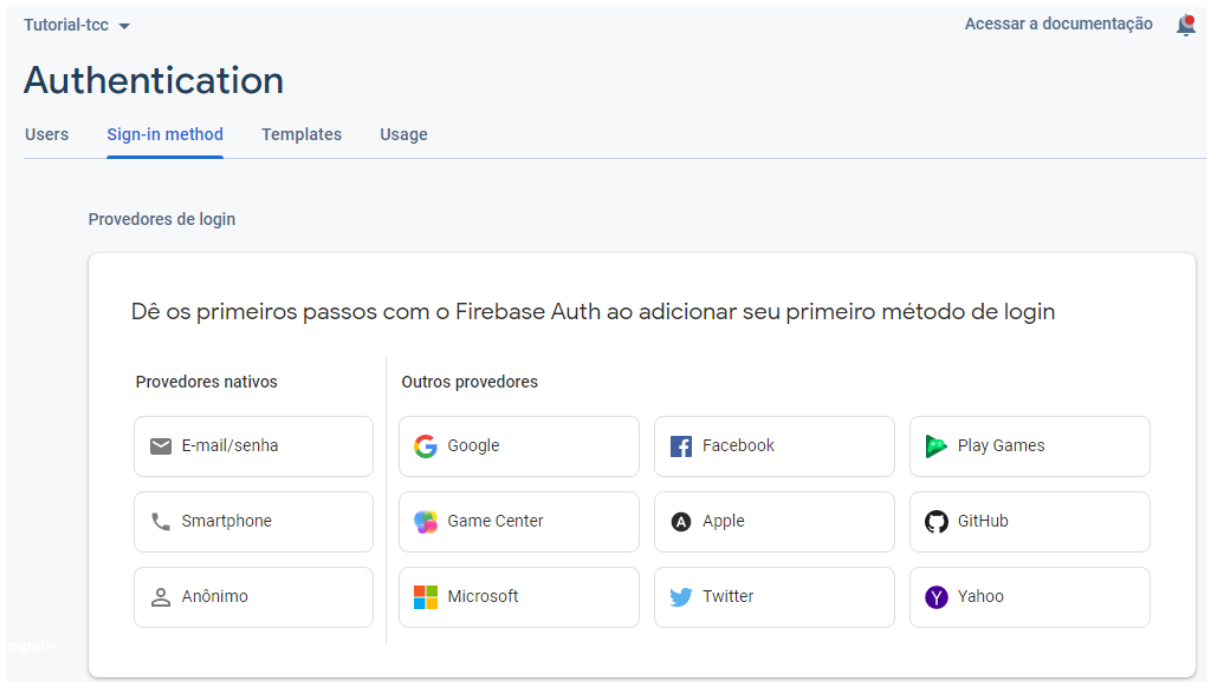 Tutorial-tcc
Acessar a documentação
Authentication
Users Sign-in method Templates Usage
Provedores de login
Dê os primeiros passos com o Firebase Auth ao adicionar seu primeiro método de login
Provedores nativos Outros provedores
E-mail/senha Google Facebook Play Games
Smartphone Game Center Apple GitHub
Anônimo Microsoft Twitter Yahoo
pgrade